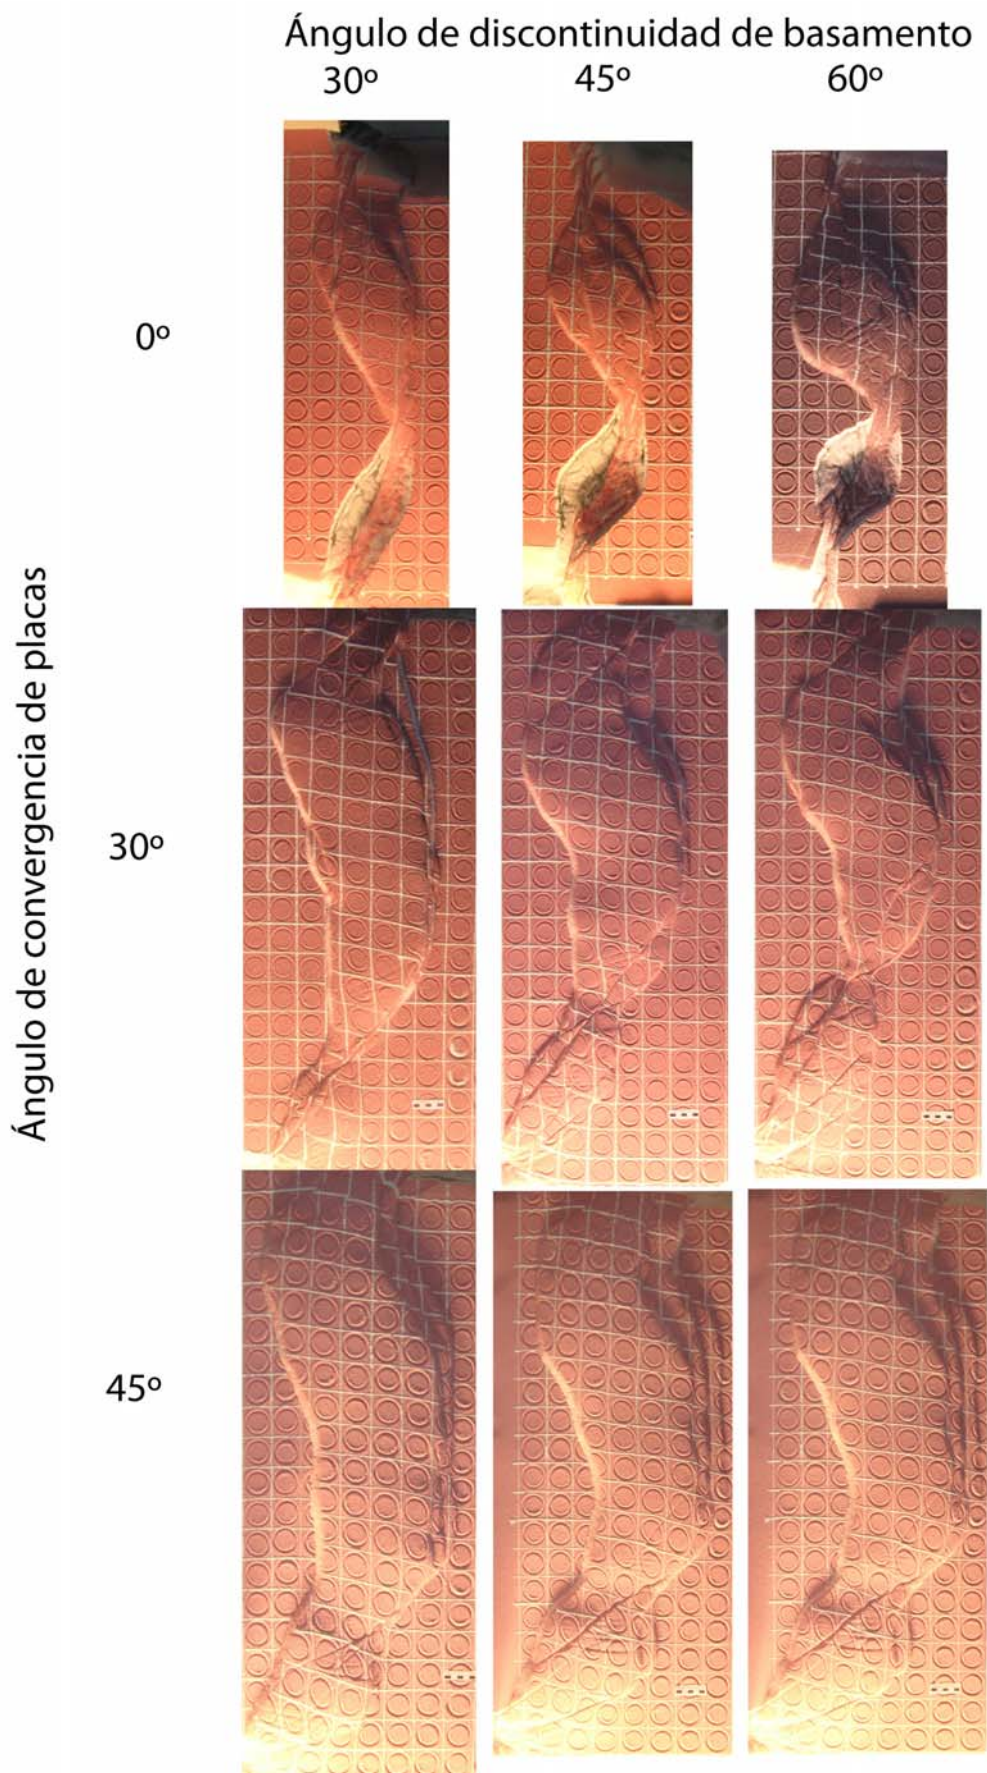 Ángulo de discontinuidad de basamento
30º 45º 60º
0º
Ángulo de convergencia de placas
30º
45º